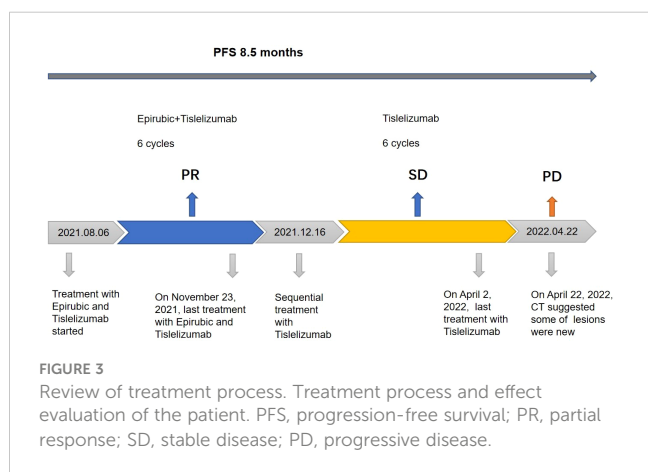 PFS 8.5 months
Epirubic+Tislelizumab
6 cycles
Tislelizumab
6 cycles
PR
SD
PD
2021.08.06
2021.12.16
2022.04.22
Treatment with
Epirubic and
Tislelizumab
started
On November 23,
2021, last treatment
with Epirubic and
Tislelizumab
Sequential
treatment
with
Tislelizumab
On April 2,
2022, last
treatment with
Tislelizumab
On April 22, 2022,
CT suggested
some of lesions
were new
FIGURE 3
Review of treatment process. Treatment process and effect
evaluation of the patient. PFS, progression-free survival; PR, partial
response; SD, stable disease; PD, progressive disease.